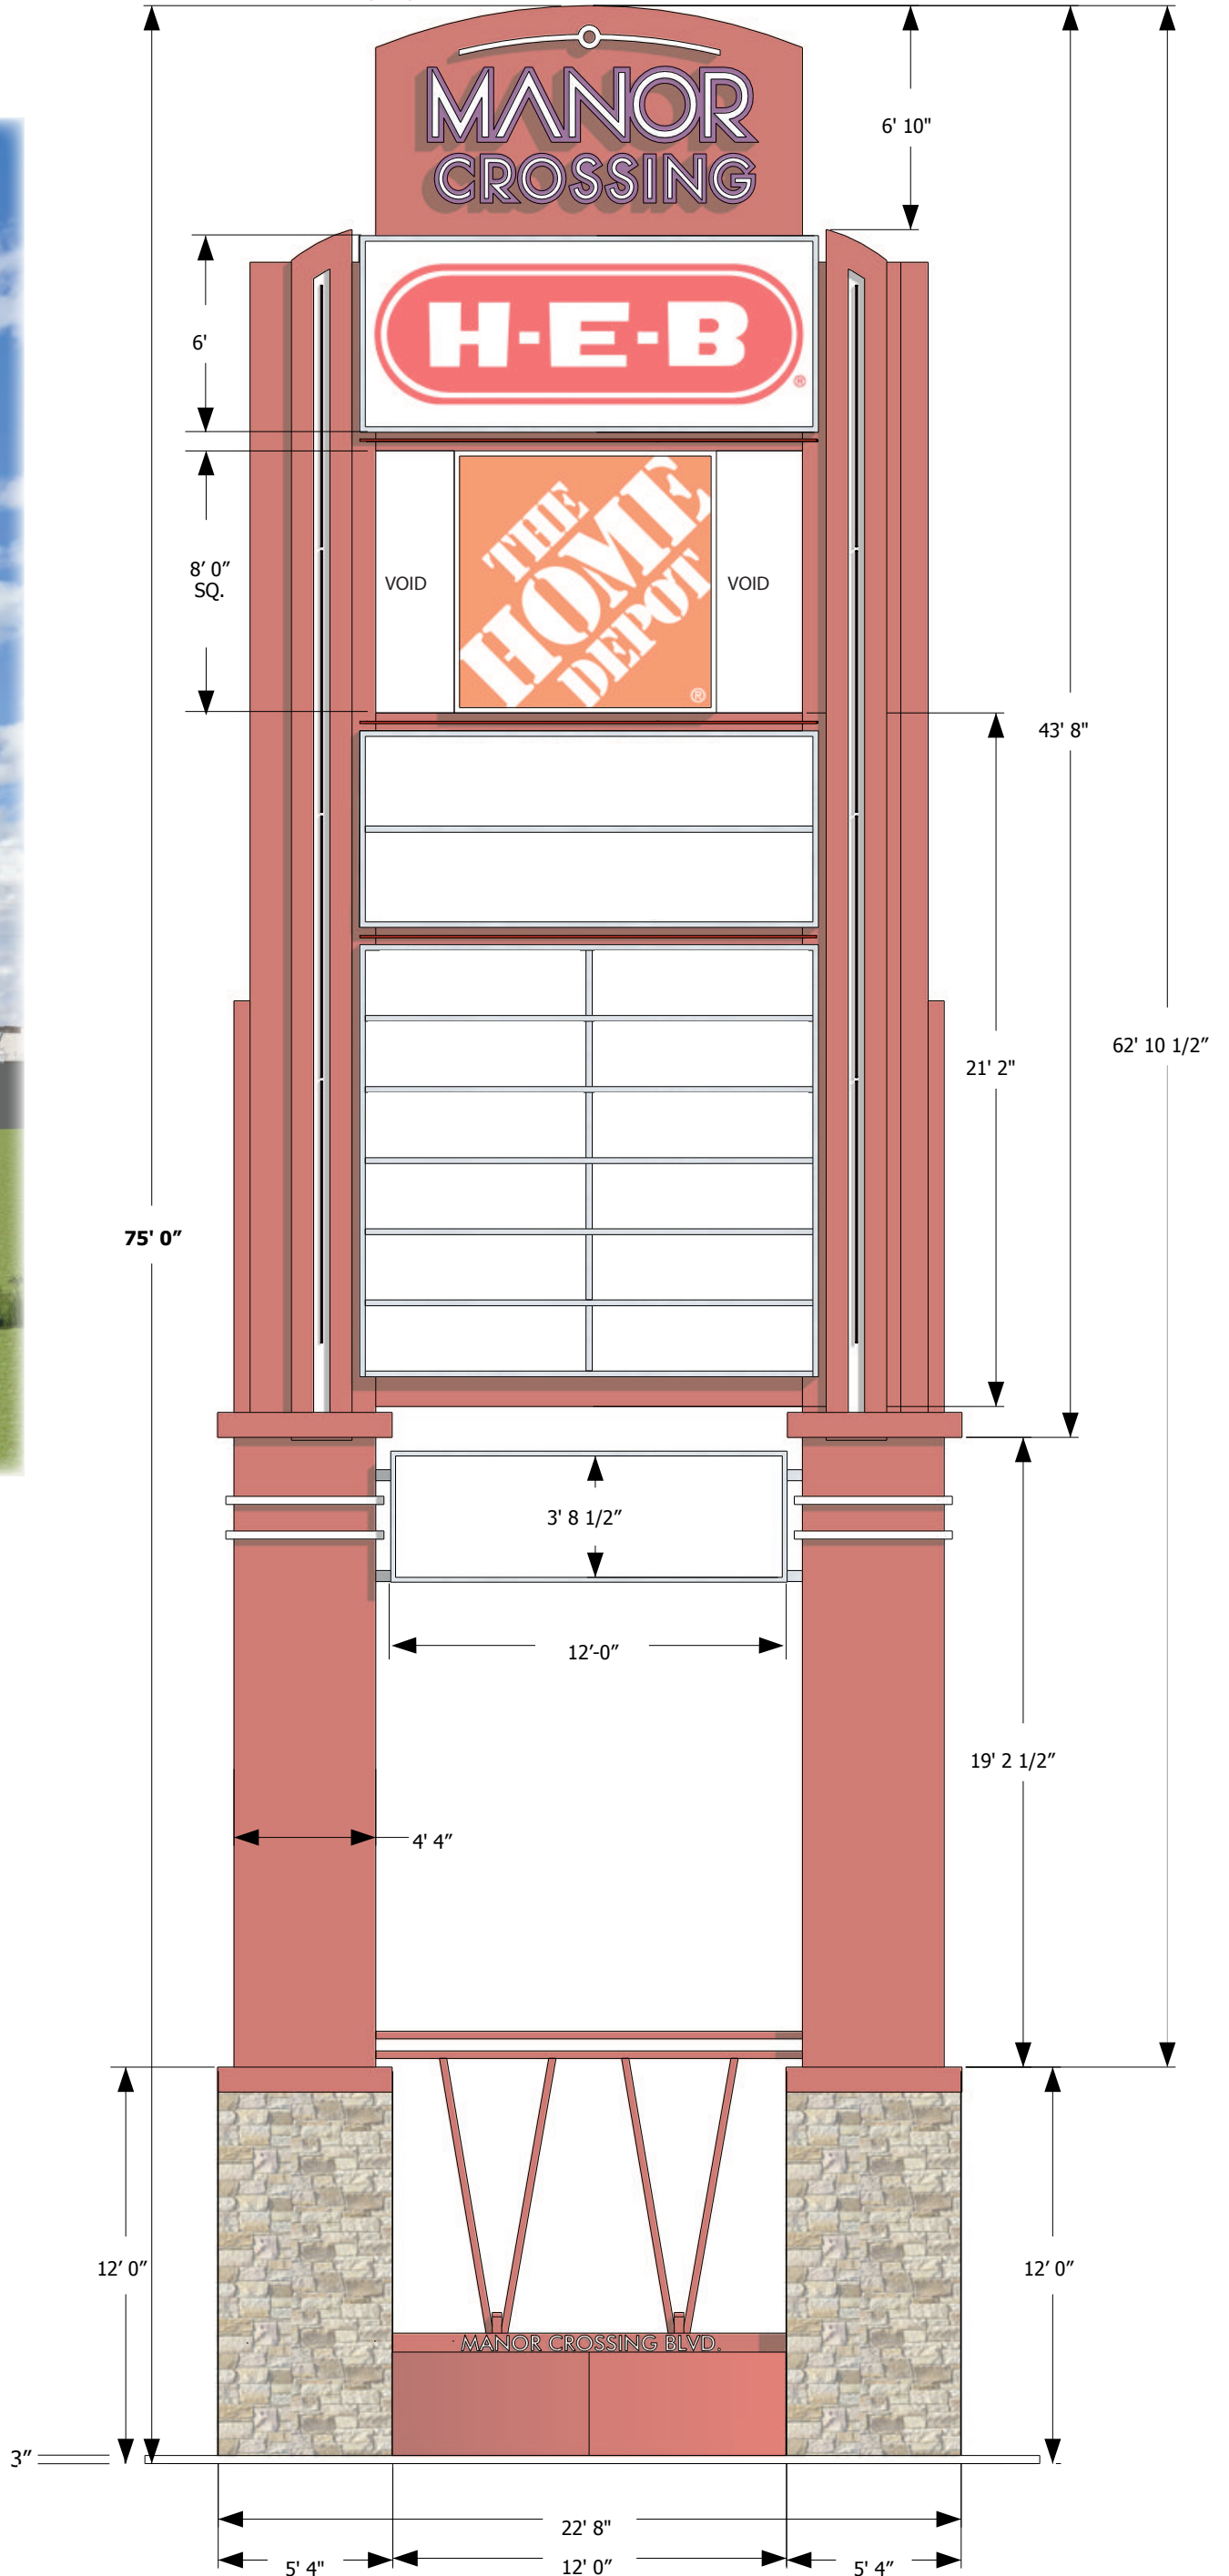 MANOR
CROSSING
6' 10"
H-E-B
®
6'
THE
HOME
DEPOT
®
8′ 0″
SQ.
VOID
VOID
43' 8"
62' 10 1/2″
21' 2"
75' 0″
3' 8 1/2″
12′-0″
19' 2 1/2″
4' 4″
12′ 0″
12′ 0″
MANOR CROSSING BLVD.
3″
22' 8"
5' 4"
12' 0″
5' 4″